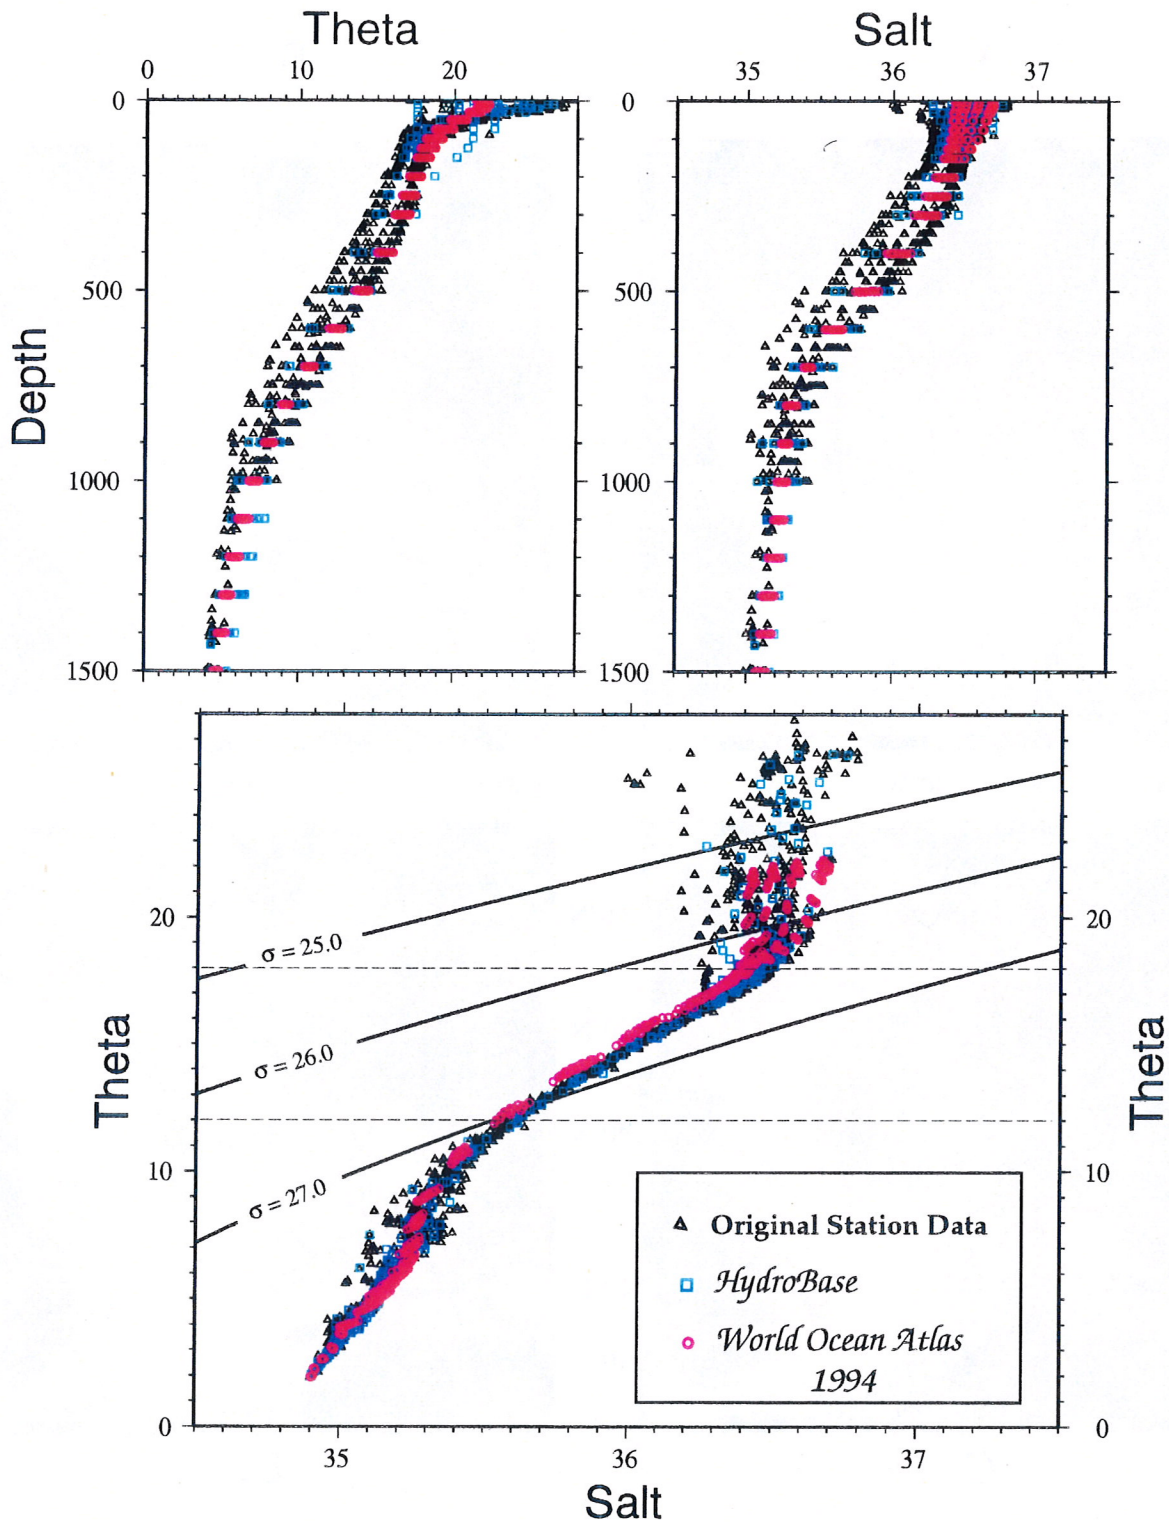 Theta
Salt
0 10 20
35 36 37
0
500
1000
1500
Depth
0
500
1000
1500
σ = 25.0
σ = 26.0
σ = 27.0
20
10
0
Theta
20
10
0
Theta
Original Station Data
HydroBase
World Ocean Atlas
1994
35 36 37
Salt